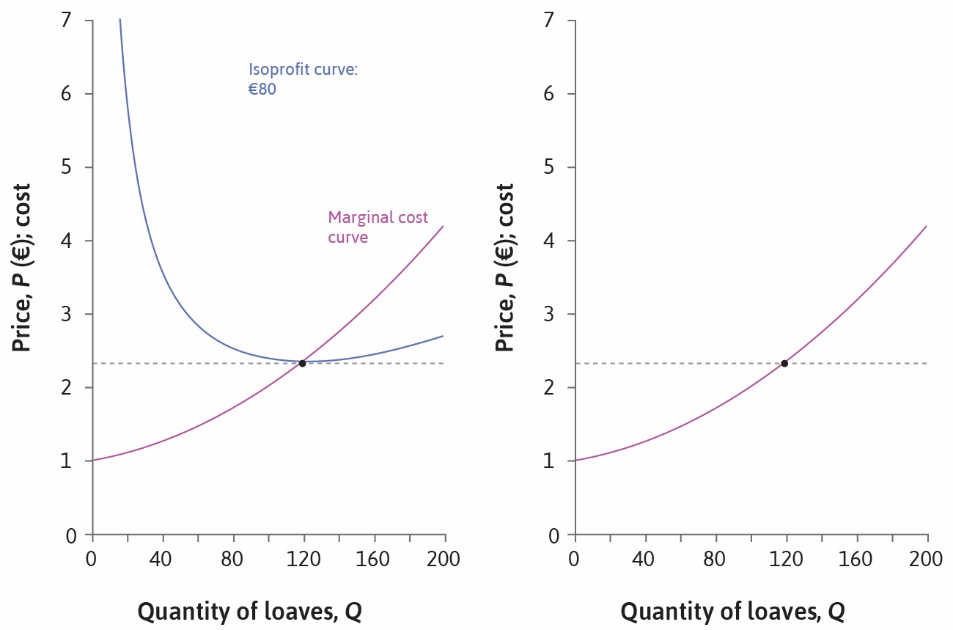 Price, P (€); cost
7
6
5
4
3
2
1
0
Isoprofit curve:
€80
Marginal cost
curve
0 40 80 120 160 200
Quantity of loaves, Q
Price, P (€); cost
7
6
5
4
3
2
1
0
0 40 80 120 160 200
Quantity of loaves, Q